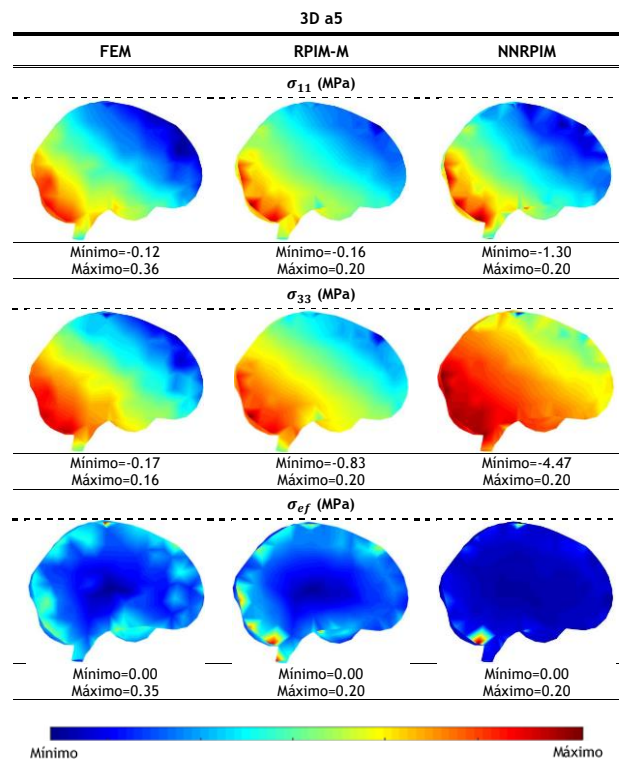 3D a5
FEM RPIM-M NNRPIM
σ₁₁ (MPa)
Mínimo=-0.12 Mínimo=-0.16 Mínimo=-1.30
Máximo=0.36 Máximo=0.20 Máximo=0.20
σ₃₃ (MPa)
Mínimo=-0.17 Mínimo=-0.83 Mínimo=-4.47
Máximo=0.16 Máximo=0.20 Máximo=0.20
σ_ef (MPa)
Mínimo=0.00 Mínimo=0.00 Mínimo=0.00
Máximo=0.35 Máximo=0.20 Máximo=0.20
Mínimo Máximo